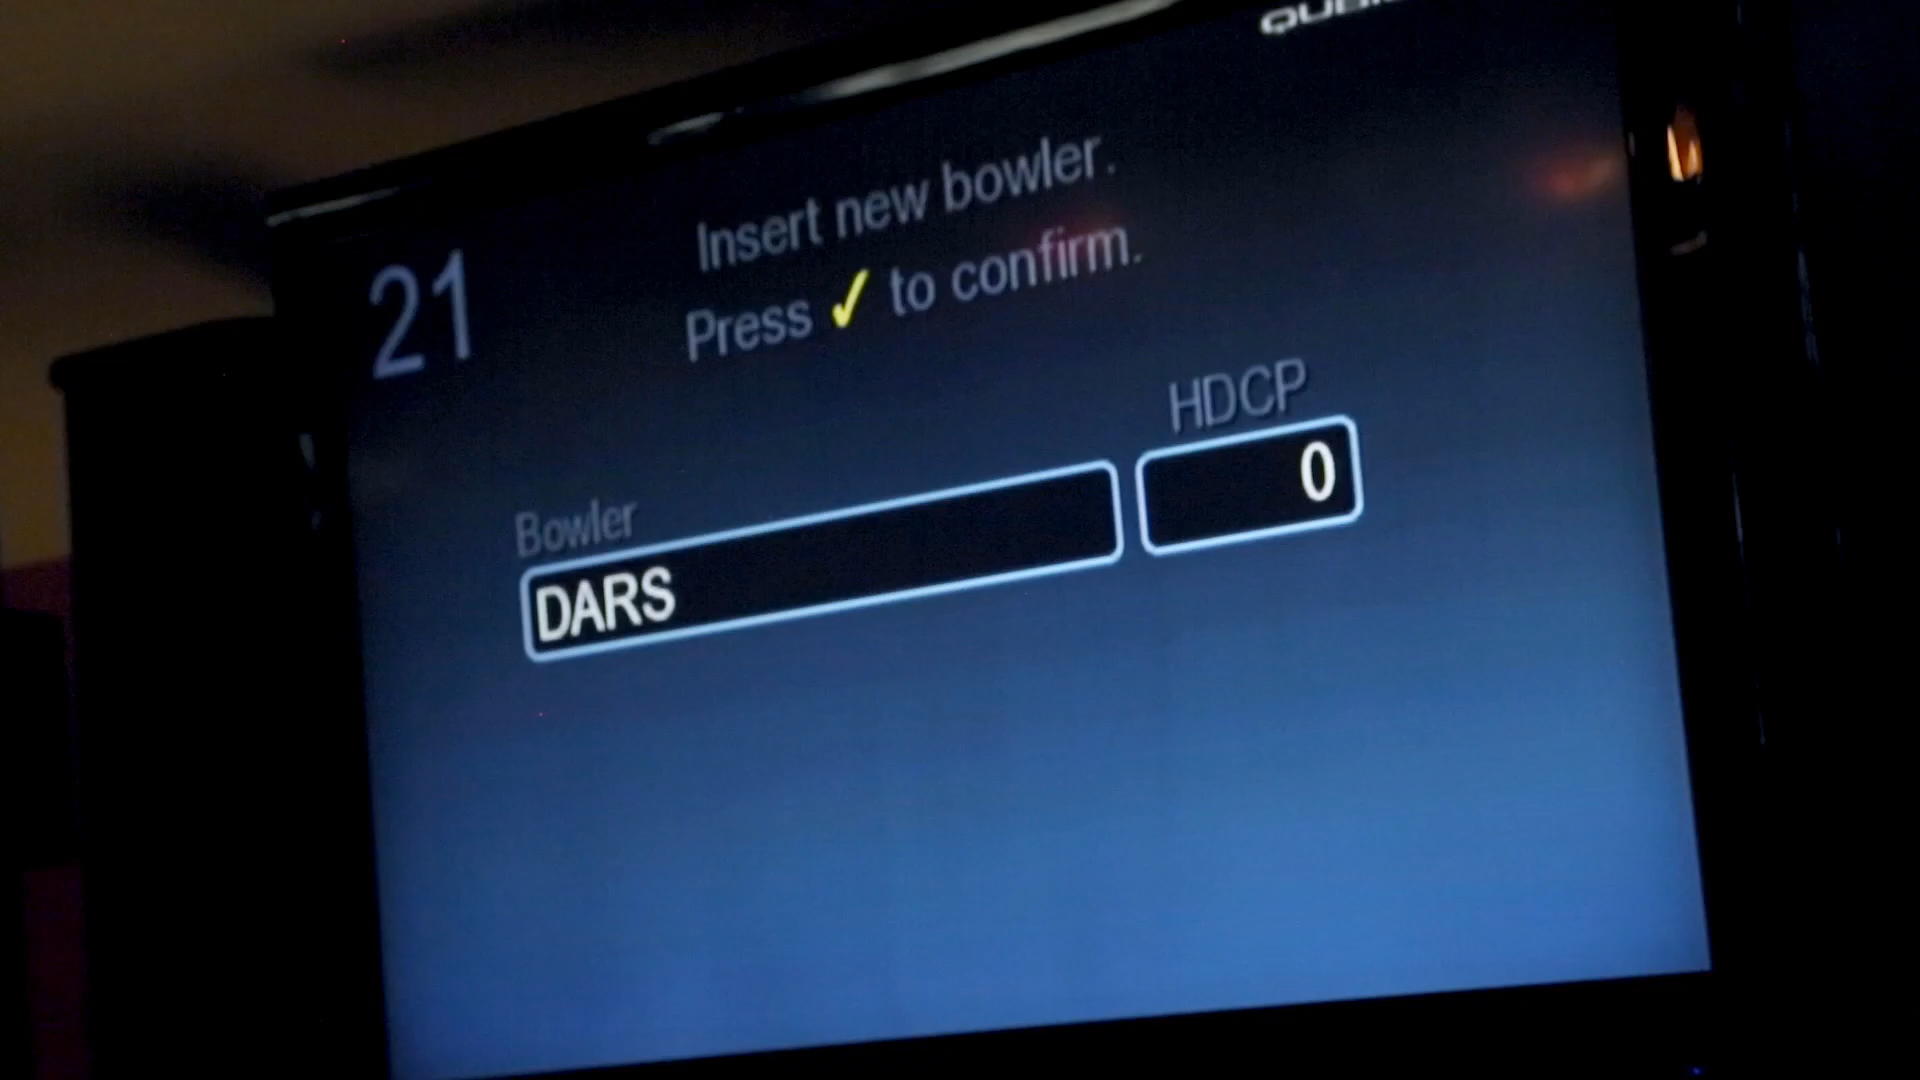 21
Insert new bowler.
Press ✓ to confirm.
HDCP
0
Bowler
DARS